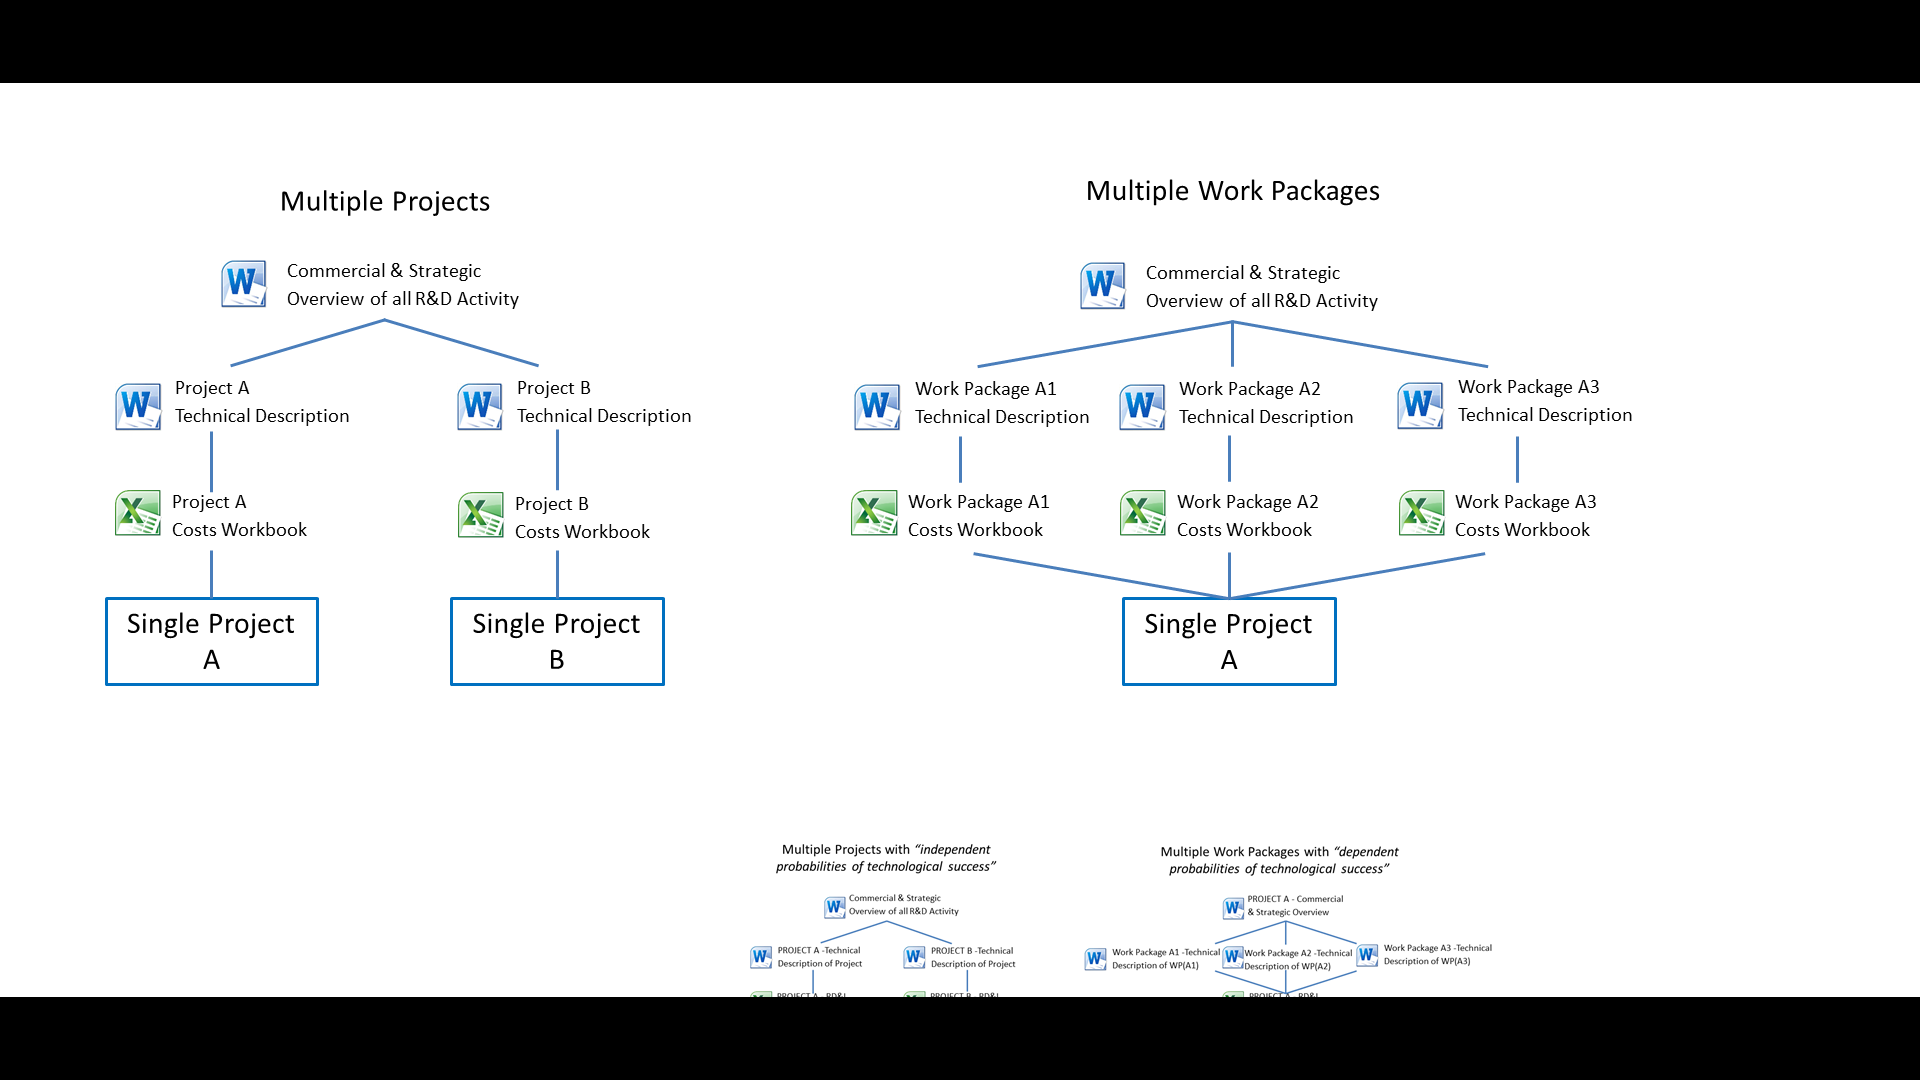 Multiple Projects
Commercial & Strategic
Overview of all R&D Activity
Project A
Technical Description
Project B
Technical Description
Project A
Costs Workbook
Project B
Costs Workbook
Single Project
A
Single Project
B
Multiple Work Packages
Commercial & Strategic
Overview of all R&D Activity
Work Package A1
Technical Description
Work Package A2
Technical Description
Work Package A3
Technical Description
Work Package A1
Costs Workbook
Work Package A2
Costs Workbook
Work Package A3
Costs Workbook
Single Project
A
Multiple Projects with “independent
probabilities of technological success”
Commercial & Strategic
Overview of all R&D Activity
PROJECT A -Technical
Description of Project
PROJECT B -Technical
Description of Project
PROJECT A - RD&I
PROJECT B - RD&I
Multiple Work Packages with “dependent
probabilities of technological success”
PROJECT A - Commercial
& Strategic Overview
Work Package A1 -Technical
Description of WP(A1)
Work Package A2 -Technical
Description of WP(A2)
Work Package A3 -Technical
Description of WP(A3)
PROJECT A - RD&I